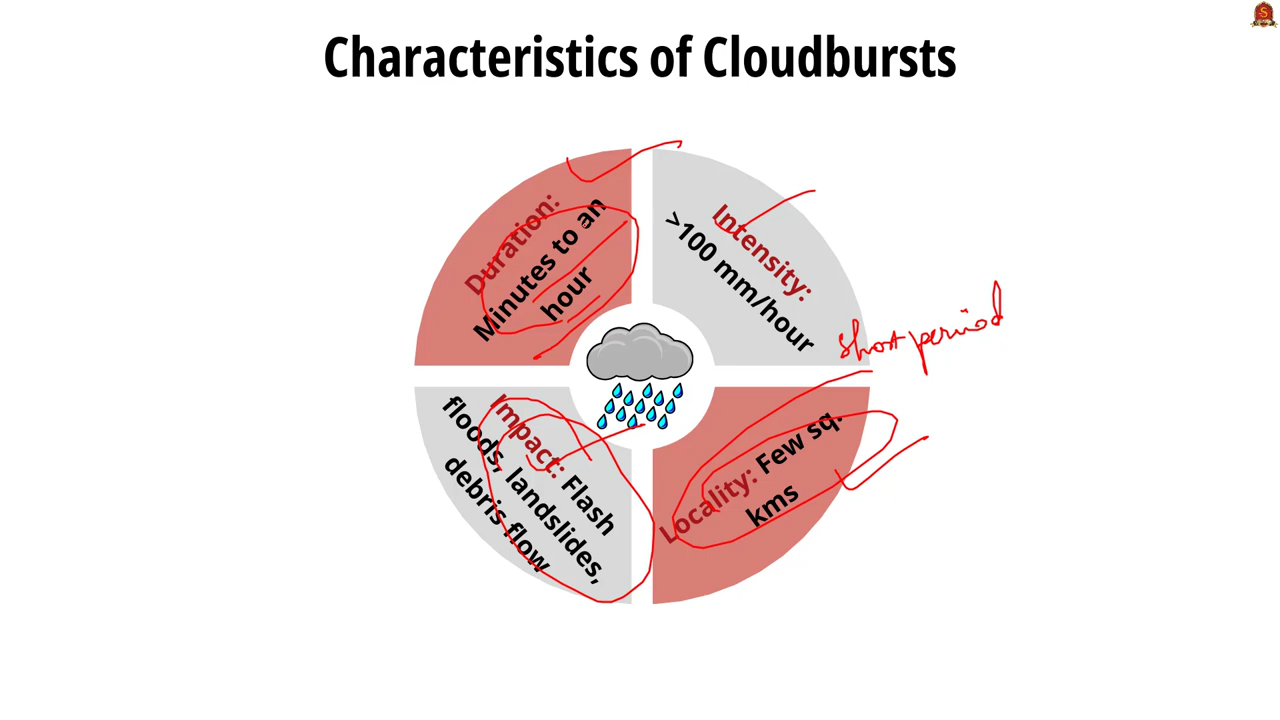 Characteristics of Cloudbursts
Duration:
Minutes to an
hour
Intensity:
>100 mm/hour
short period
Impact: Flash
floods, landslides,
debris flow
Locality: Few sq.
kms